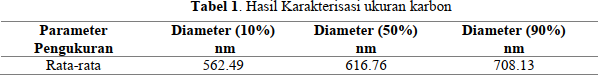 Tabel 1. Hasil Karakterisasi ukuran karbon
Parameter Pengukuran Diameter (10%) nm Diameter (50%) nm Diameter (90%) nm
Rata-rata 562.49 616.76 708.13